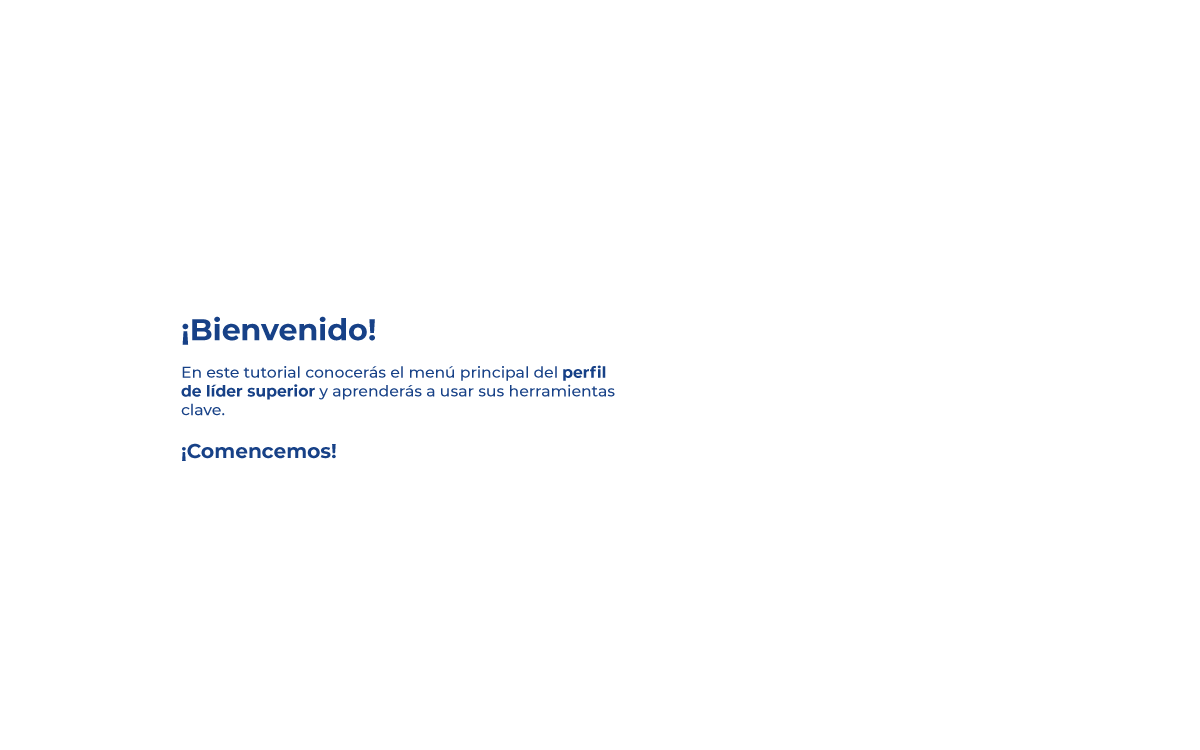 ¡Bienvenido!
En este tutorial conocerás el menú principal del perfil
de líder superior y aprenderás a usar sus herramientas
clave.
¡Comencemos!